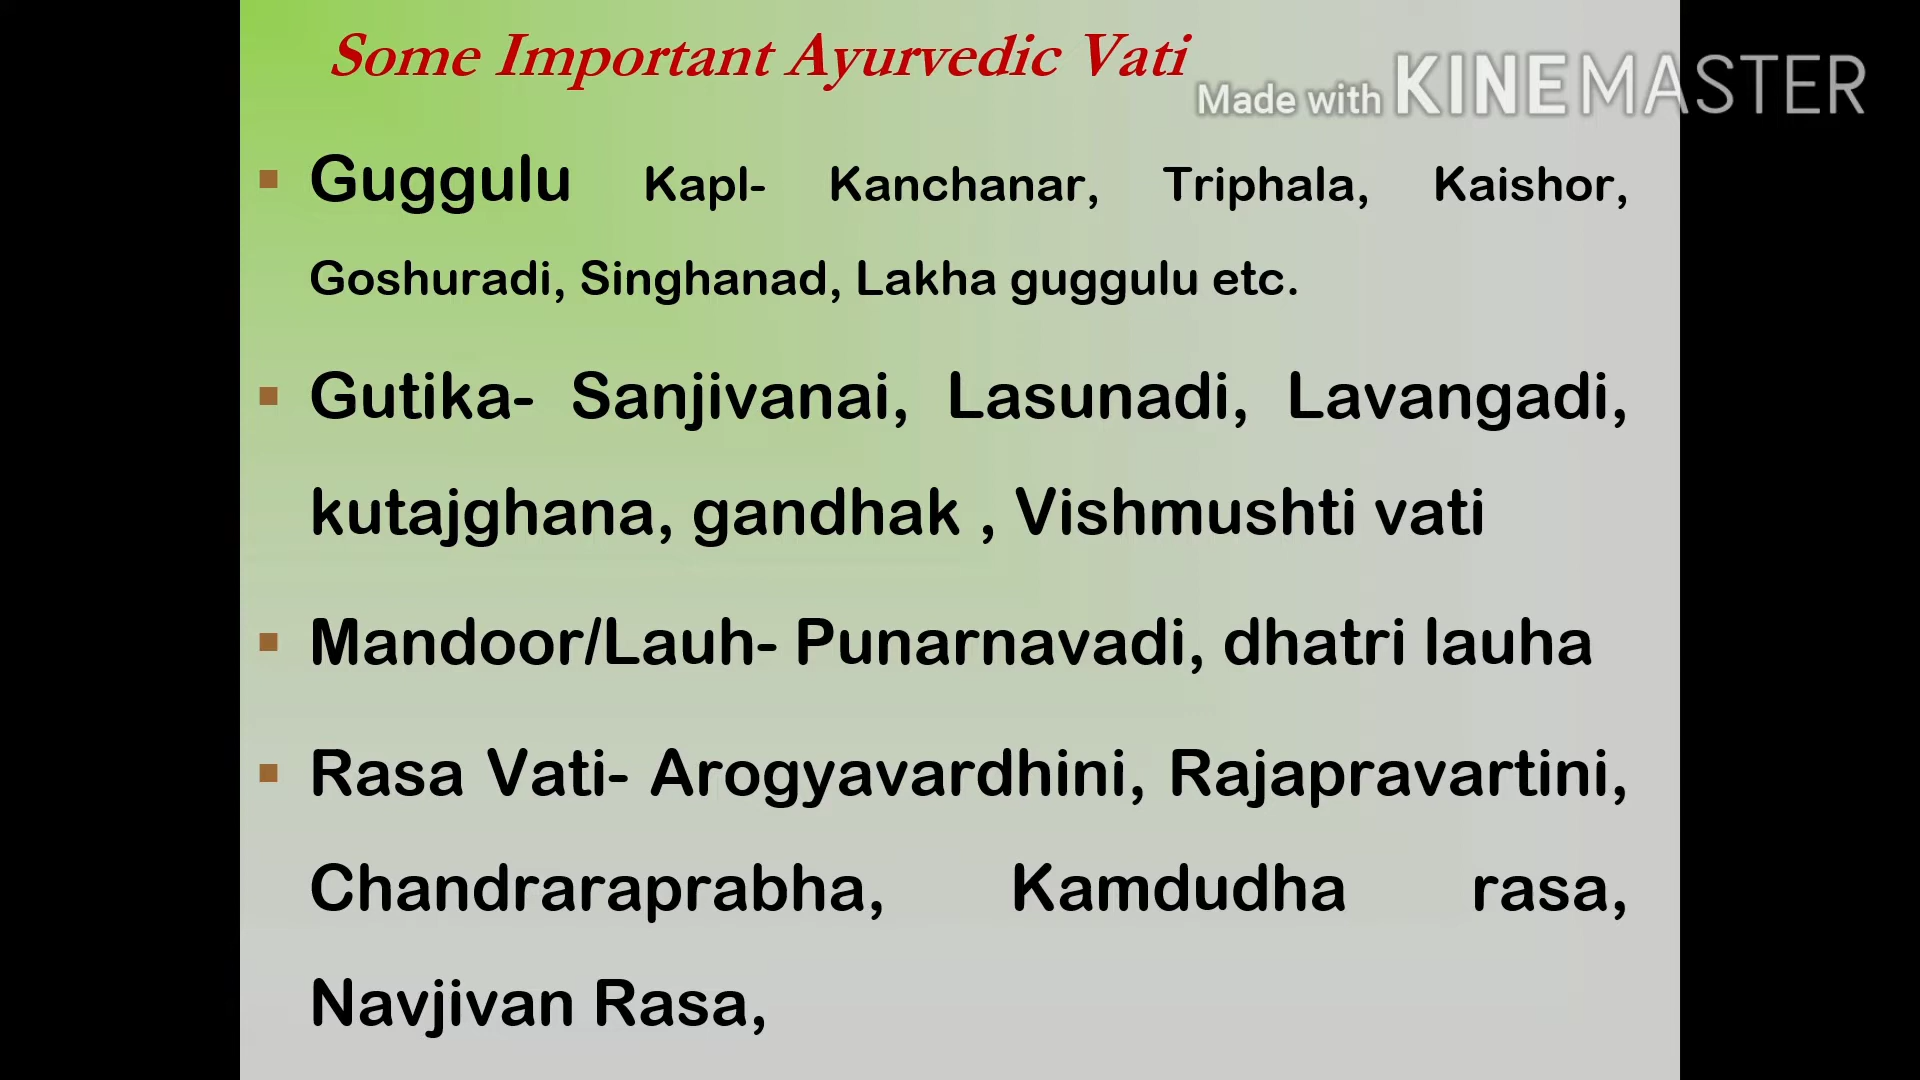 Some Important Ayurvedic Vati
Made with KINEMASTER
Guggulu Kapl- Kanchanar, Triphala, Kaishor,
Goshuradi, Singhanad, Lakha guggulu etc.
Gutika- Sanjivanai, Lasunadi, Lavangadi,
kutajghana, gandhak , Vishmushti vati
Mandoor/Lauh- Punarnavadi, dhatri lauha
Rasa Vati- Arogyavardhini, Rajapravartini,
Chandraraprabha, Kamdudha rasa,
Navjivan Rasa,